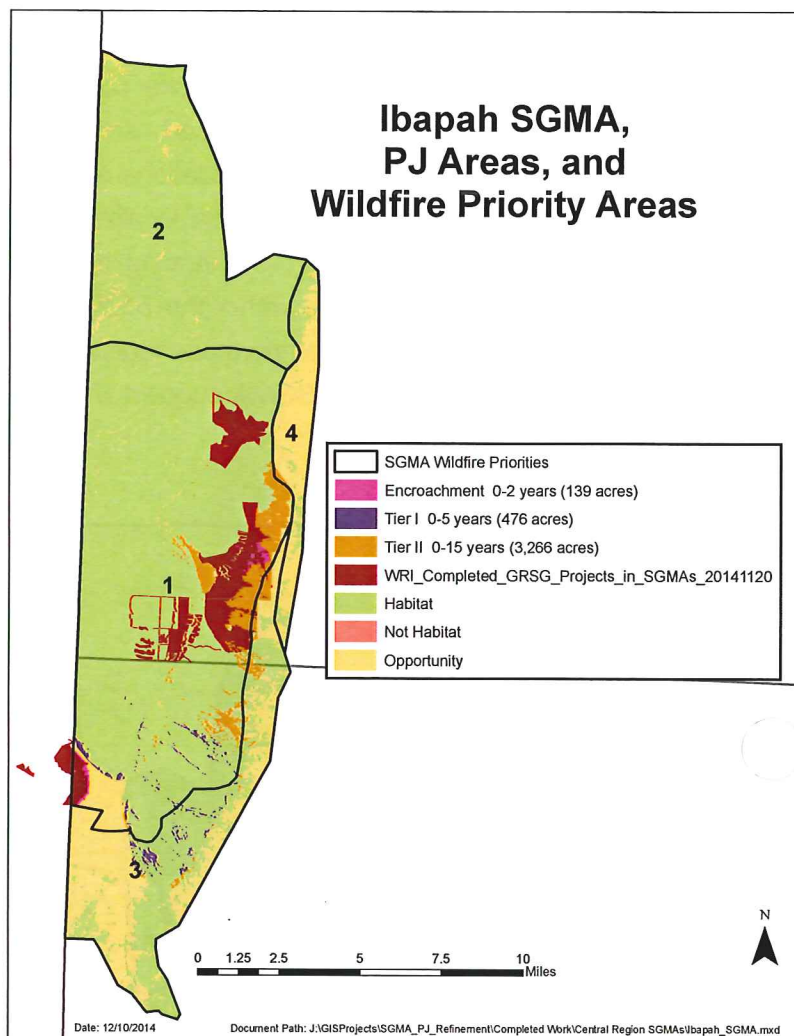 Ibapah SGMA,
PJ Areas, and
Wildfire Priority Areas
2
4
SGMA Wildfire Priorities
Encroachment 0-2 years (139 acres)
Tier I 0-5 years (476 acres)
Tier II 0-15 years (3,266 acres)
WRI_Completed_GRSG_Projects_in_SGMAs_20141120
Habitat
Not Habitat
Opportunity
1
3
N
0 1.25 2.5 5 7.5 10
Miles
Date: 12/10/2014 Document Path: J:\GISProjects\SGMA_PJ_Refinement\Completed Work\Central Region SGMAs\Ibapah_SGMA.mxd